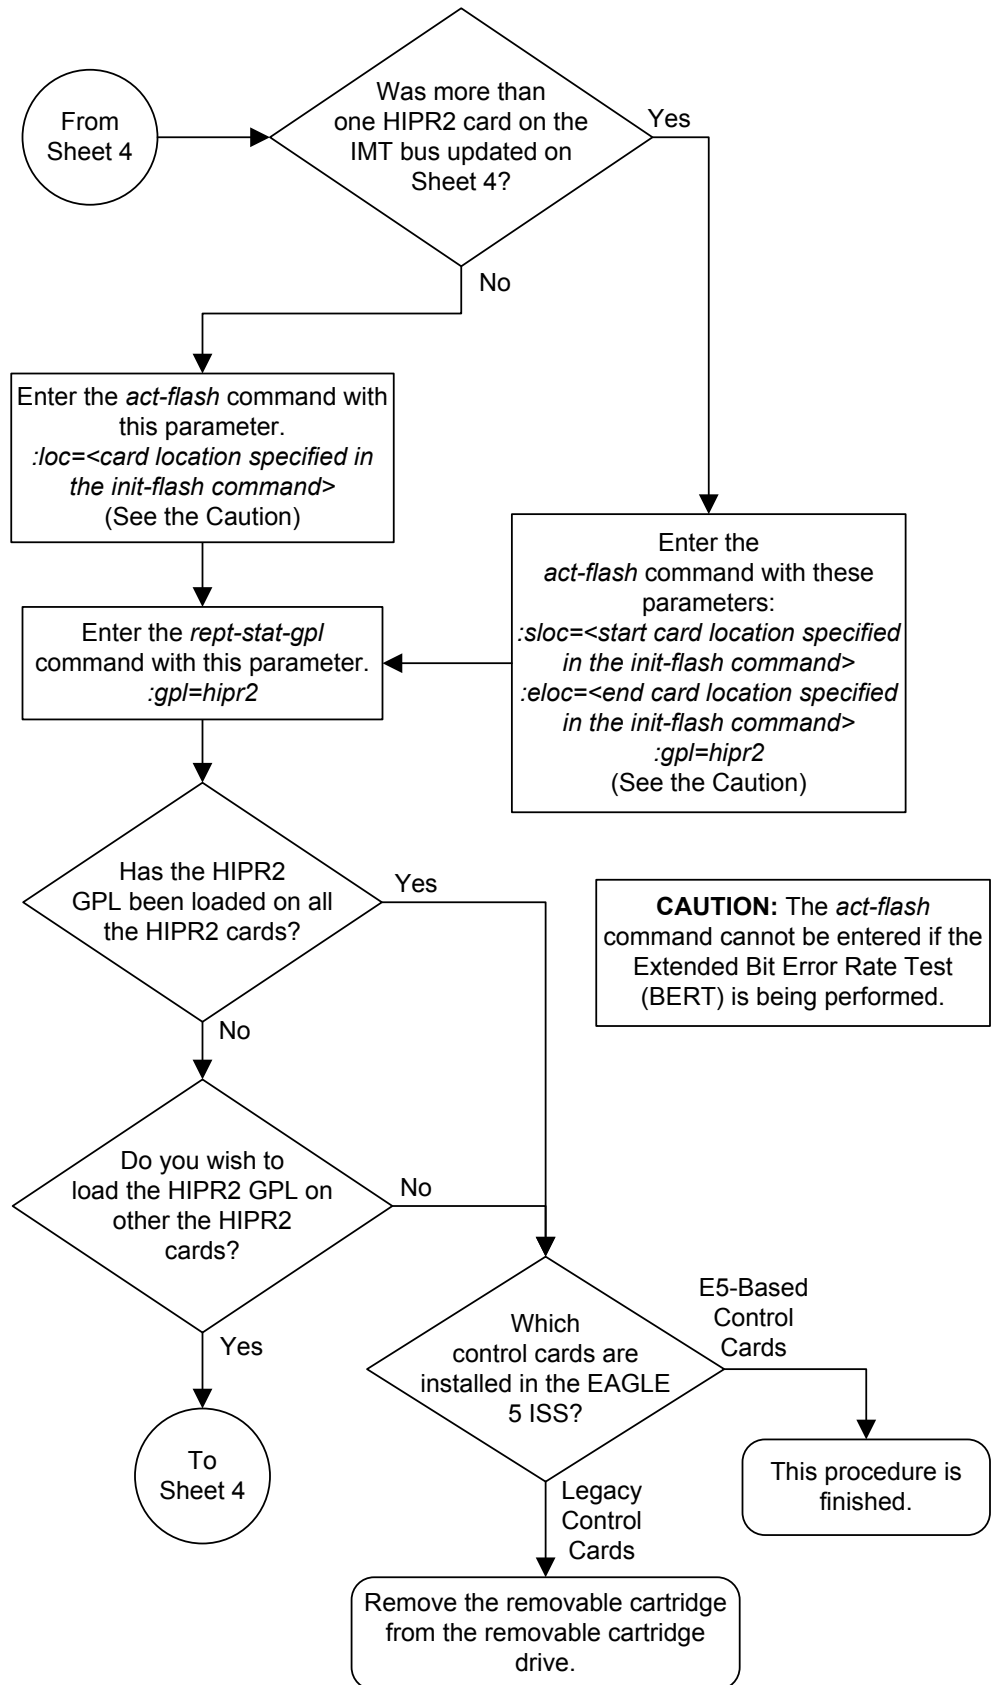 From
Sheet 4
Was more than
one HIPR2 card on the
IMT bus updated on
Sheet 4?
Yes
No
Enter the act-flash command with
this parameter.
:loc=<card location specified in
the init-flash command>
(See the Caution)
Enter the
act-flash command with these
parameters:
:sloc=<start card location specified
in the init-flash command>
:eloc=<end card location specified
in the init-flash command>
:gpl=hipr2
(See the Caution)
Enter the rept-stat-gpl
command with this parameter.
:gpl=hipr2
Has the HIPR2
GPL been loaded on all
the HIPR2 cards?
Yes
No
CAUTION: The act-flash
command cannot be entered if the
Extended Bit Error Rate Test
(BERT) is being performed.
Do you wish to
load the HIPR2 GPL on
other the HIPR2
cards?
No
Yes
To
Sheet 4
Which
control cards are
installed in the EAGLE
5 ISS?
E5-Based
Control
Cards
This procedure is
finished.
Legacy
Control
Cards
Remove the removable cartridge
from the removable cartridge
drive.